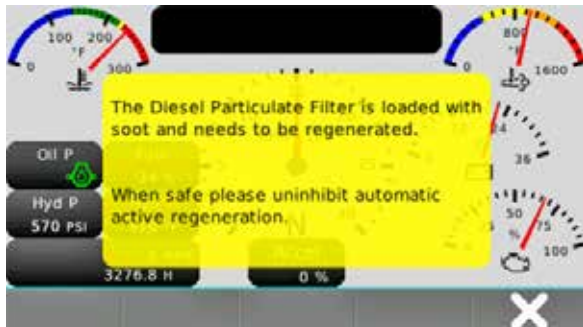 100 200
°F
0 300
800
°F
0 1600
The Diesel Particulate Filter is loaded with
soot and needs to be regenerated.
24
36
Oil P
When safe please uninhibit automatic
active regeneration.
Hyd P
570 PSI
N
50
75
%
100
3276.8 H
0 %